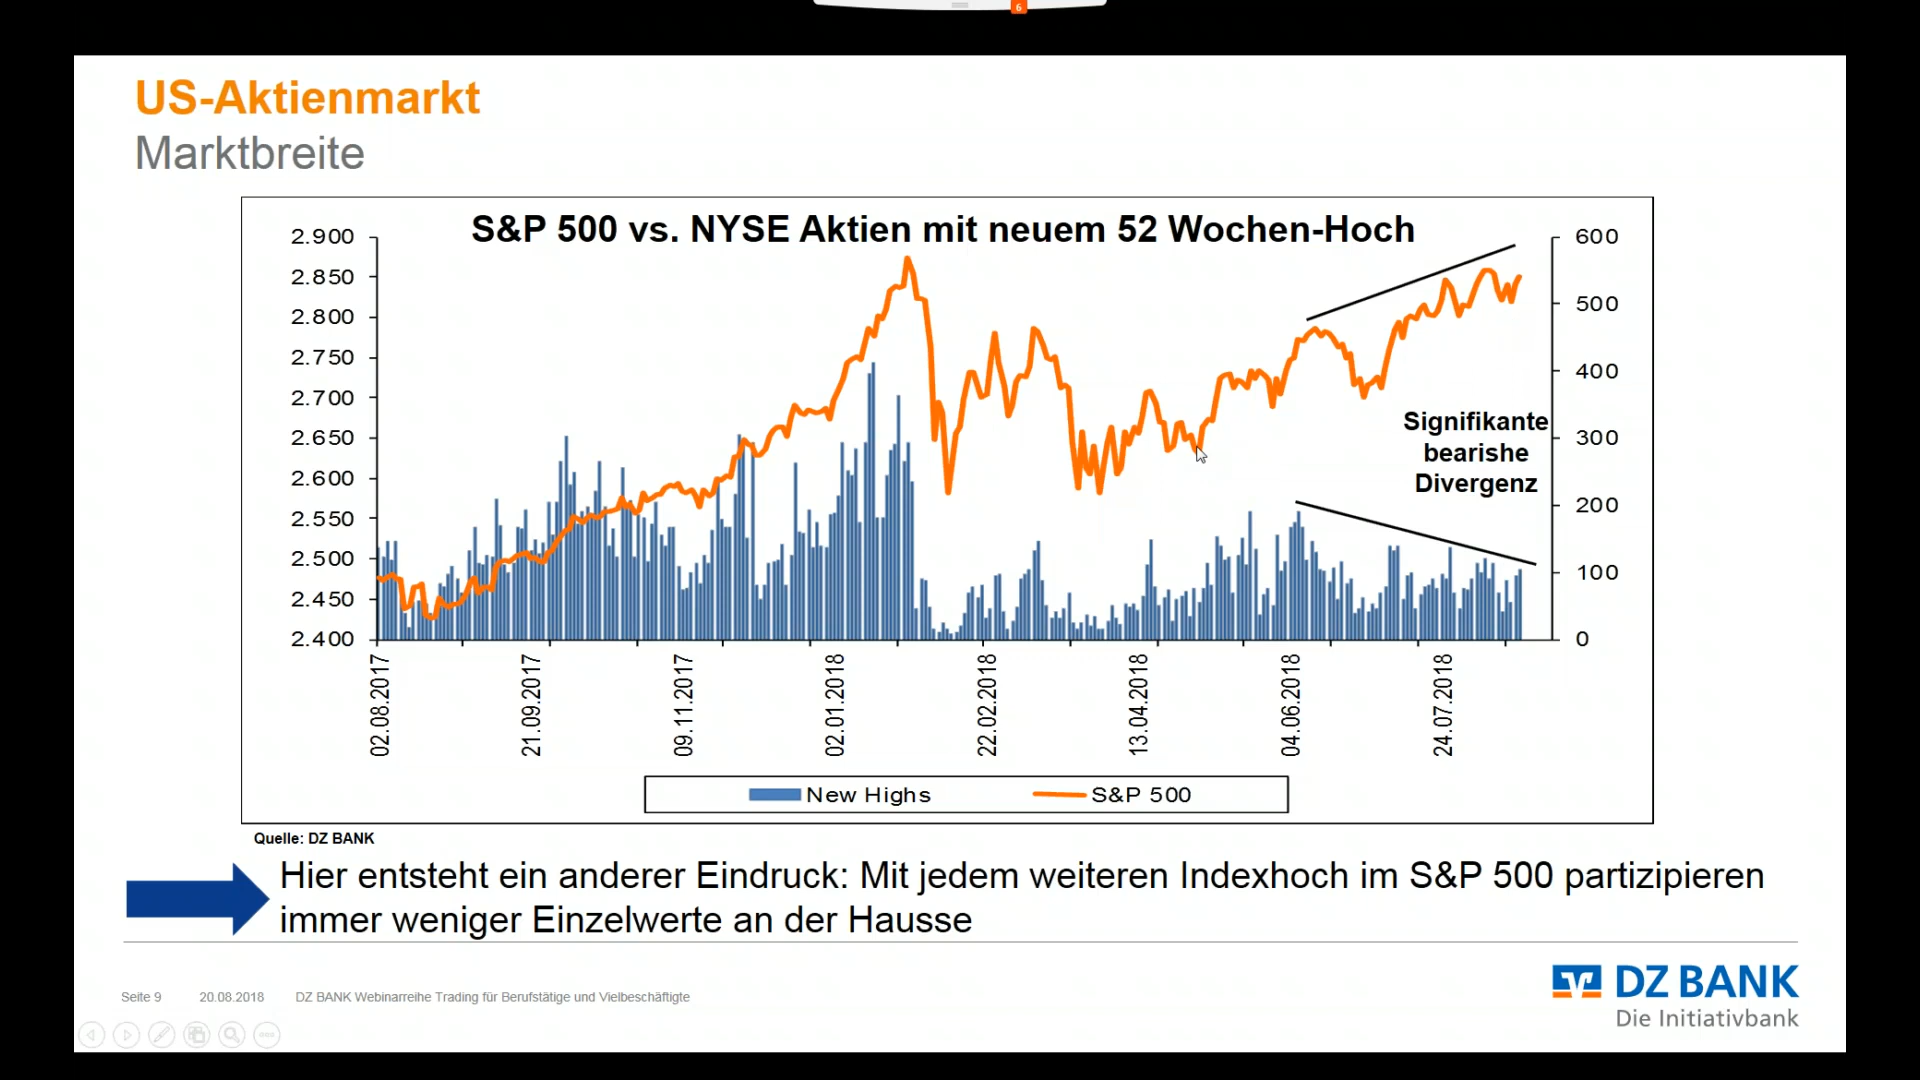 6
US-Aktienmarkt
Marktbreite
S&P 500 vs. NYSE Aktien mit neuem 52 Wochen-Hoch
2.900
2.850
2.800
2.750
2.700
2.650
2.600
2.550
2.500
2.450
2.400
600
500
400
300
200
100
0
Signifikante
bearishe
Divergenz
02.08.2017
21.09.2017
09.11.2017
02.01.2018
22.02.2018
13.04.2018
04.06.2018
24.07.2018
New Highs
S&P 500
Quelle: DZ BANK
Hier entsteht ein anderer Eindruck: Mit jedem weiteren Indexhoch im S&P 500 partizipieren
immer weniger Einzelwerte an der Hausse
Seite 9 20.08.2018 DZ BANK Webinarreihe Trading für Berufstätige und Vielbeschäftigte
DZ BANK
Die Initiativbank